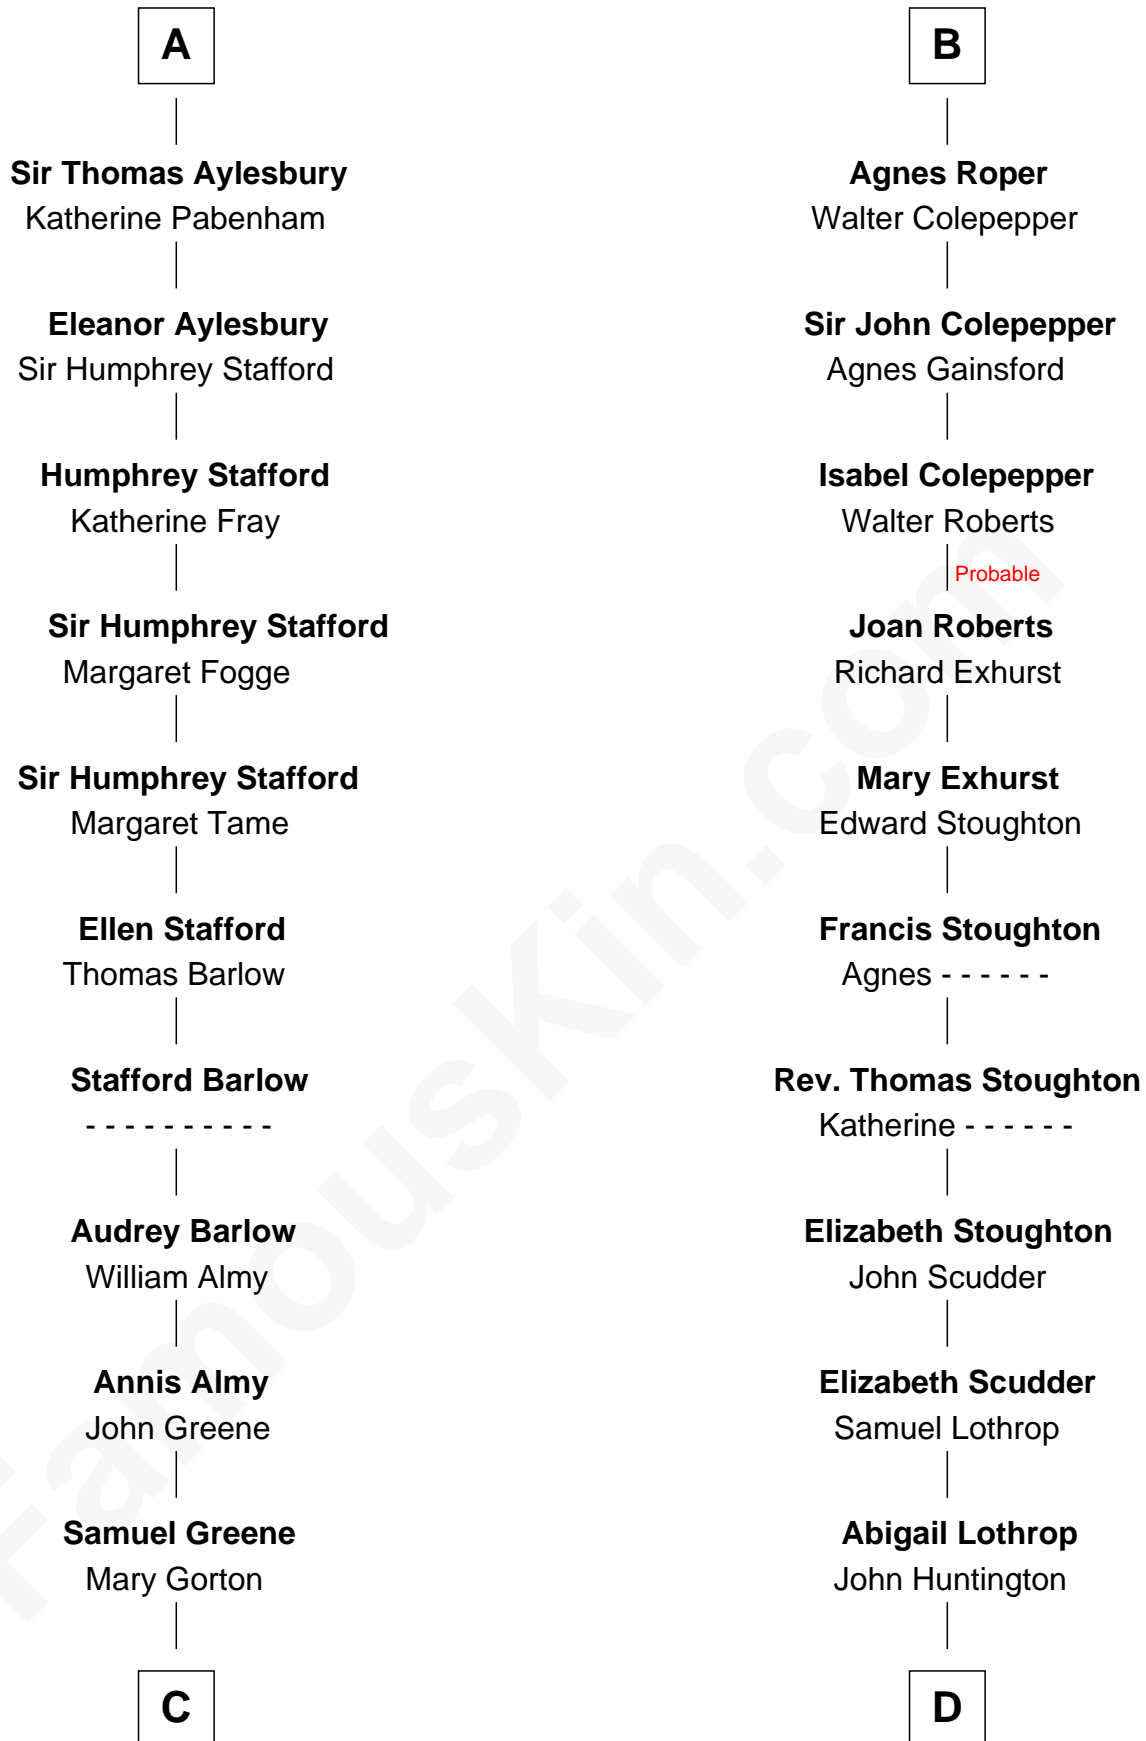 A
Sir Thomas Aylesbury
Katherine Pabenham
Eleanor Aylesbury
Sir Humphrey Stafford
Humphrey Stafford
Katherine Fray
Sir Humphrey Stafford
Margaret Fogge
Sir Humphrey Stafford
Margaret Tame
Ellen Stafford
Thomas Barlow
Stafford Barlow
- - - - - - - - - -
Audrey Barlow
William Almy
Annis Almy
John Greene
Samuel Greene
Mary Gorton
C
B
Agnes Roper
Walter Colepepper
Sir John Colepepper
Agnes Gainsford
Isabel Colepepper
Walter Roberts
Probable
Joan Roberts
Richard Exhurst
Mary Exhurst
Edward Stoughton
Francis Stoughton
Agnes - - - - - -
Rev. Thomas Stoughton
Katherine - - - - - -
Elizabeth Stoughton
John Scudder
Elizabeth Scudder
Samuel Lothrop
Abigail Lothrop
John Huntington
D
FamousKin.com